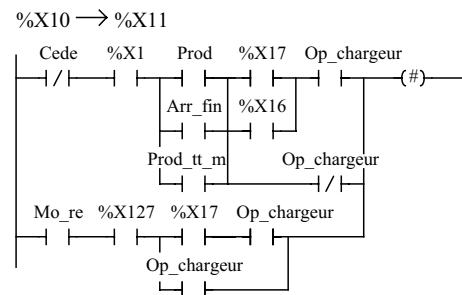 %X10 → %X11
Cede %X1 Prod %X17 Op_chargeur
(#)
Arr_fin %X16
Prod_tt_m Op_chargeur
Mo_re %X127 %X17 Op_chargeur
Op_chargeur